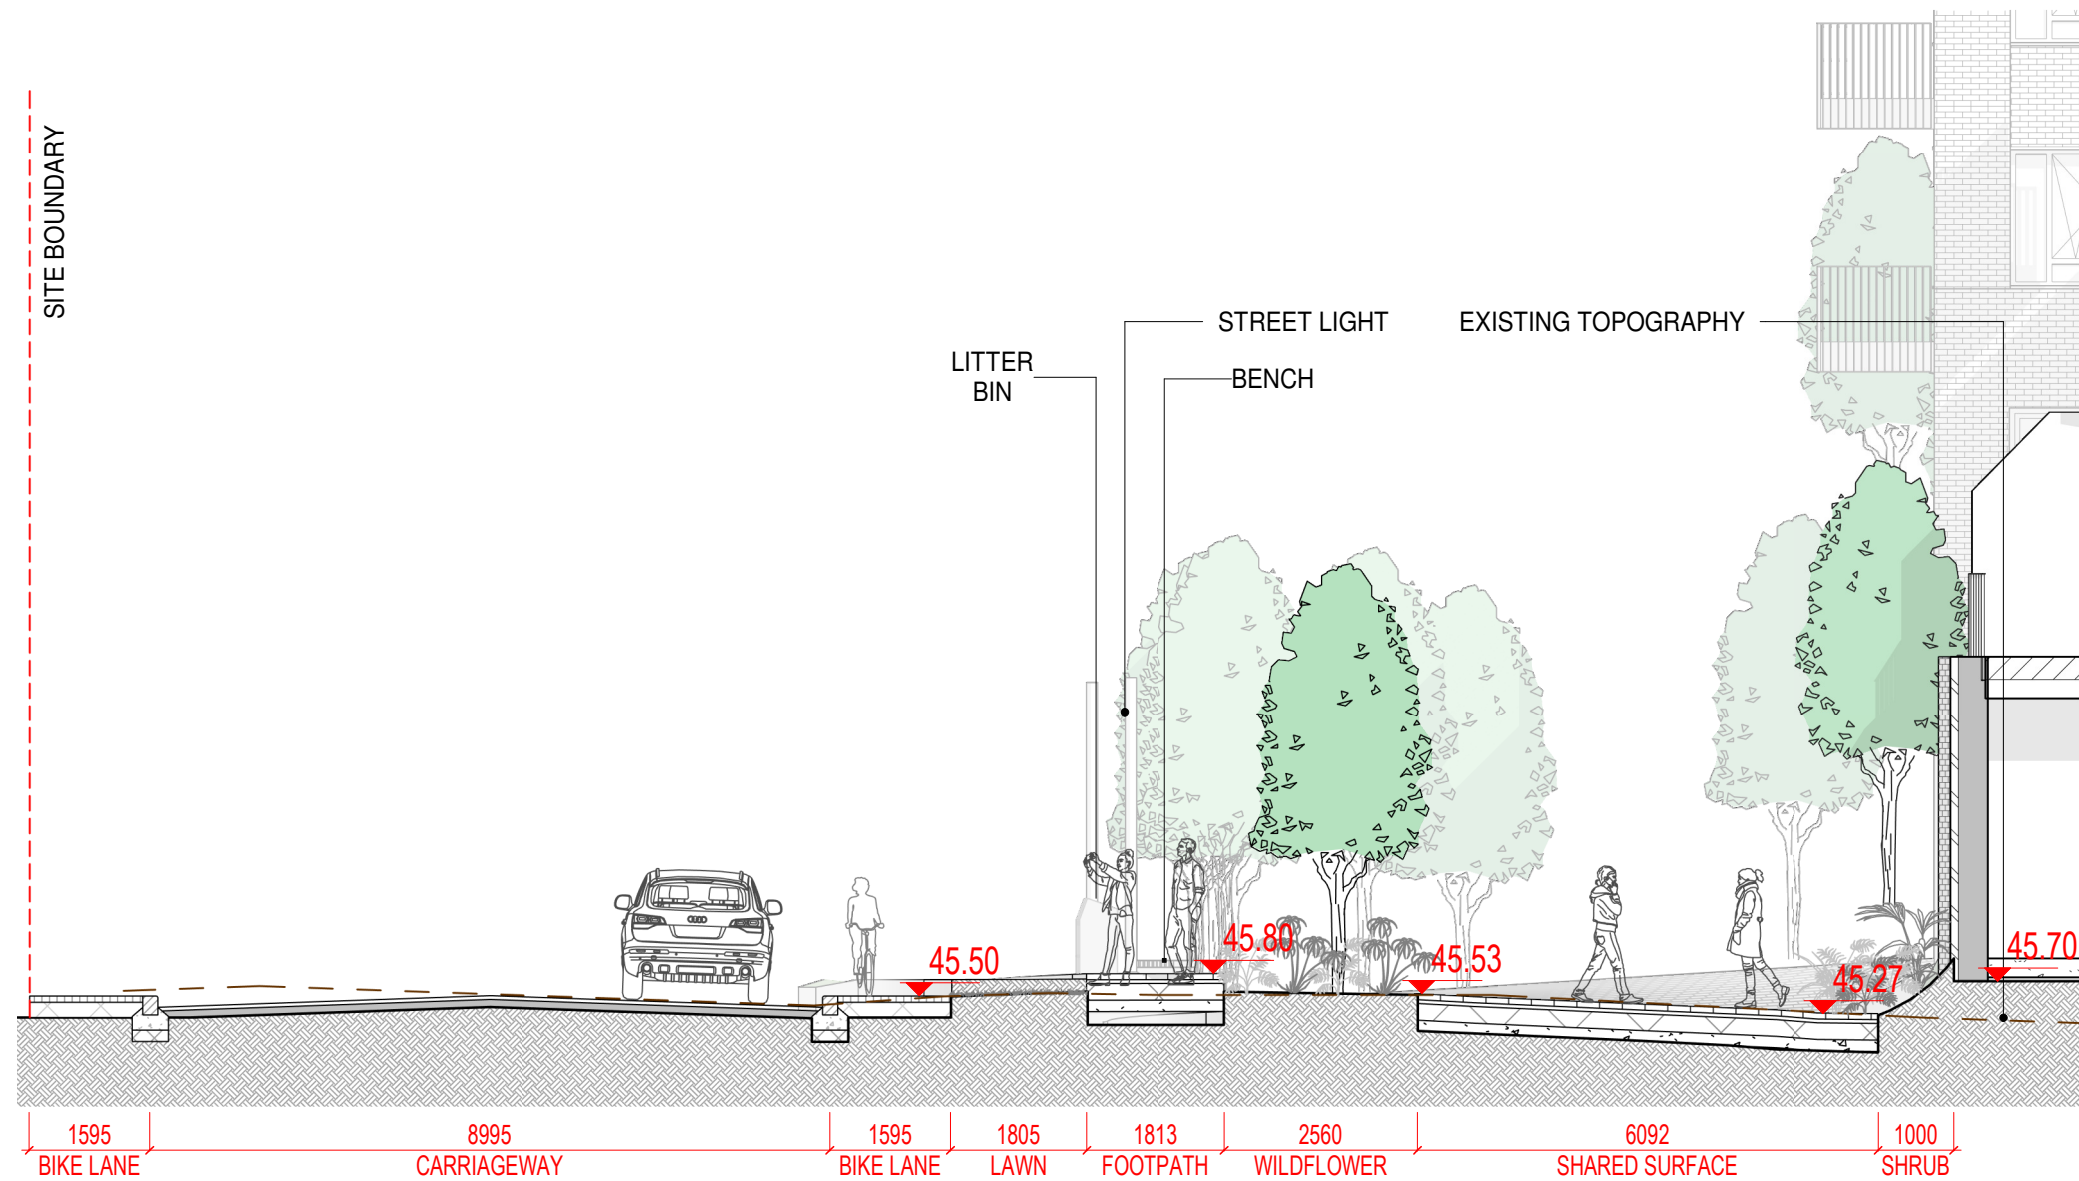 SITE BOUNDARY
STREET LIGHT
EXISTING TOPOGRAPHY
LITTER
BIN
BENCH
45.50
45.80
45.53
45.27
45.70
1595
8995
1595
1805
1813
2560
6092
1000
BIKE LANE
CARRIAGEWAY
BIKE LANE
LAWN
FOOTPATH
WILDFLOWER
SHARED SURFACE
SHRUB